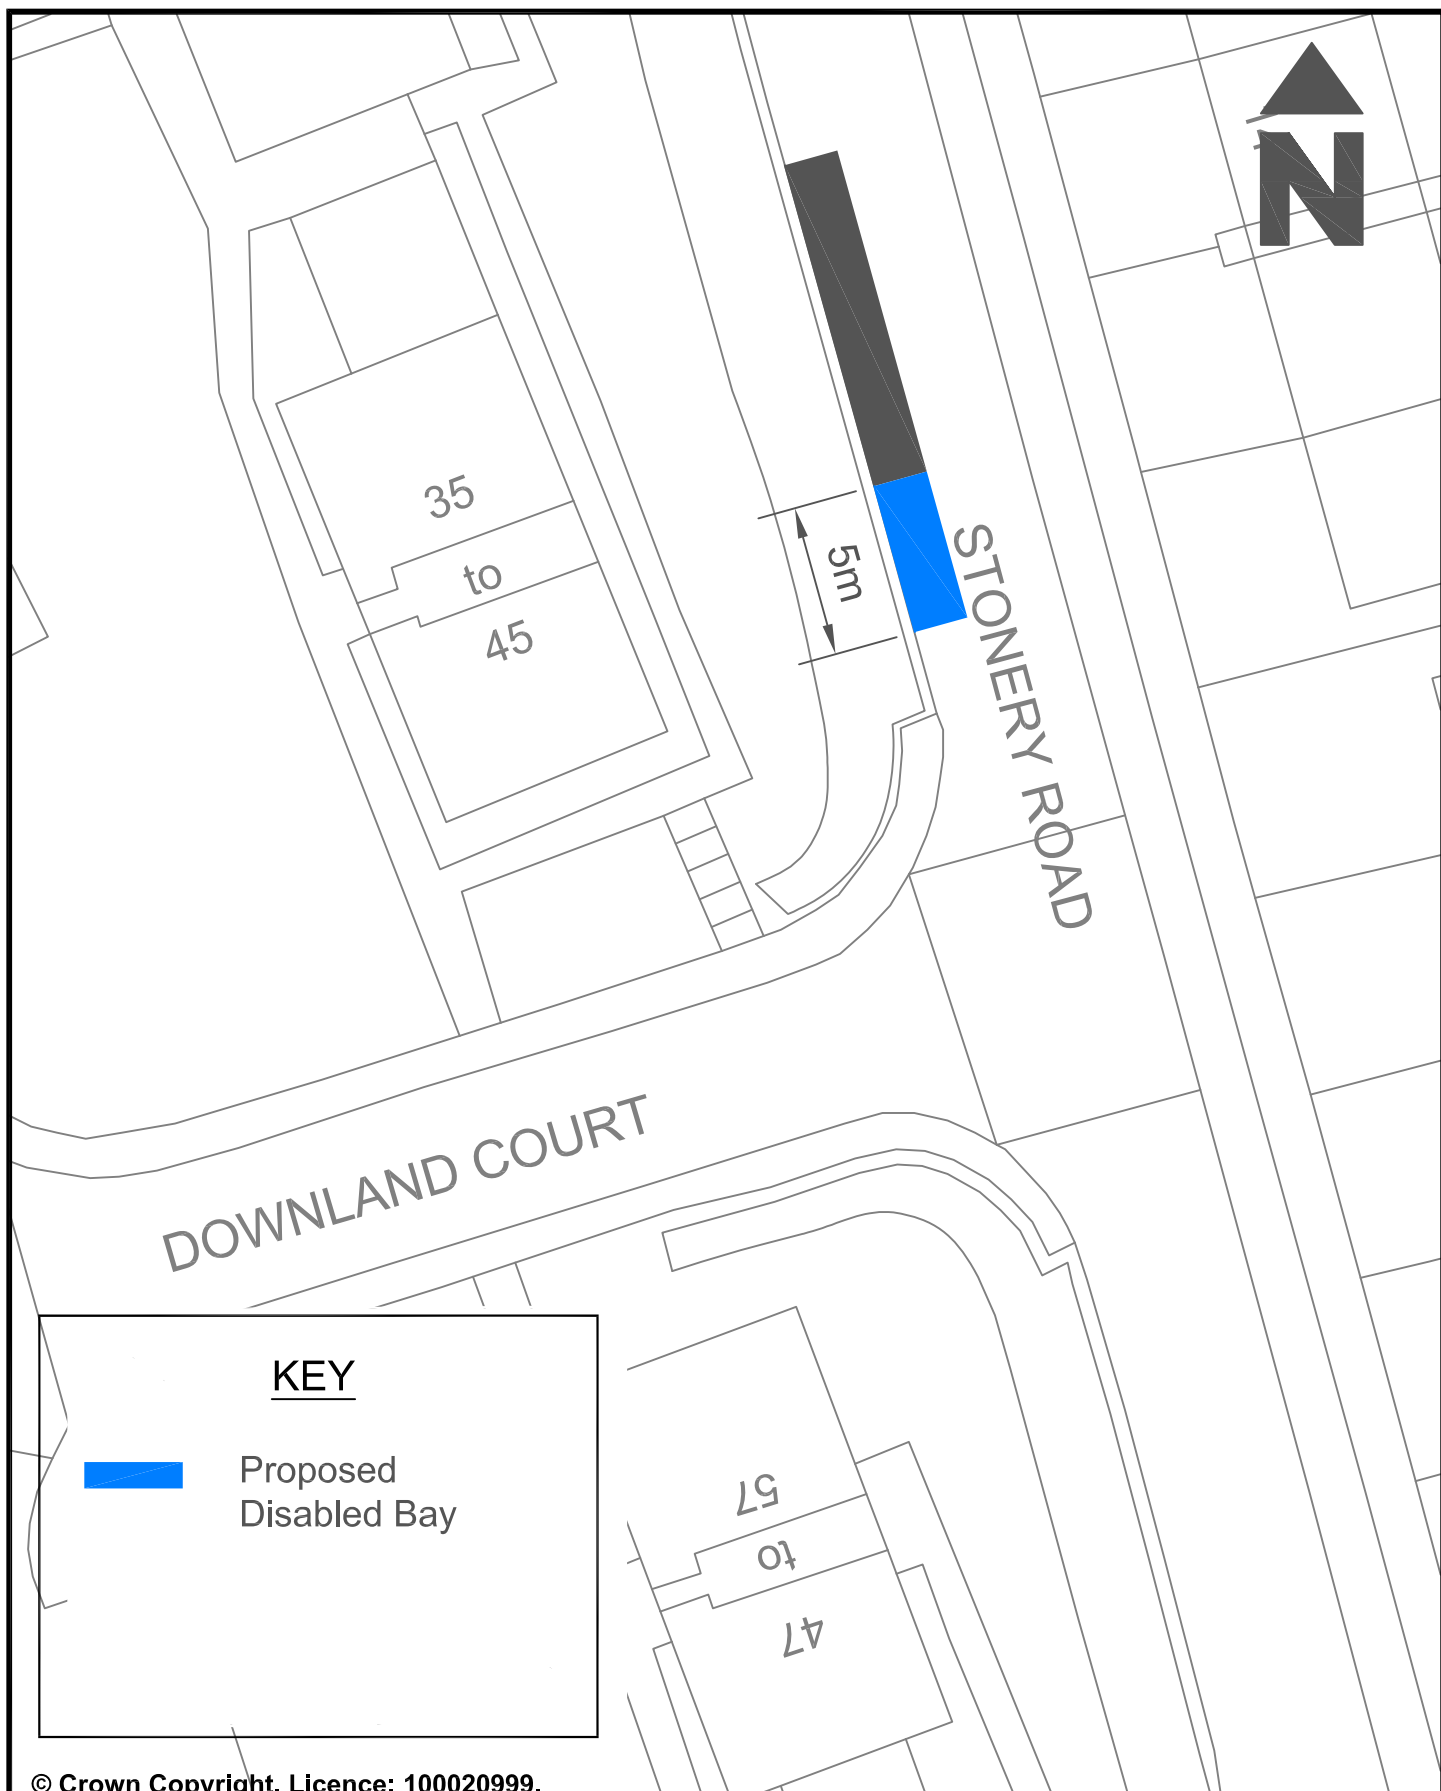 N
35
to
45
5m
STONERY ROAD
DOWNLAND COURT
KEY
Proposed
Disabled Bay
57
to
47
© Crown Copyright. Licence: 100020999.